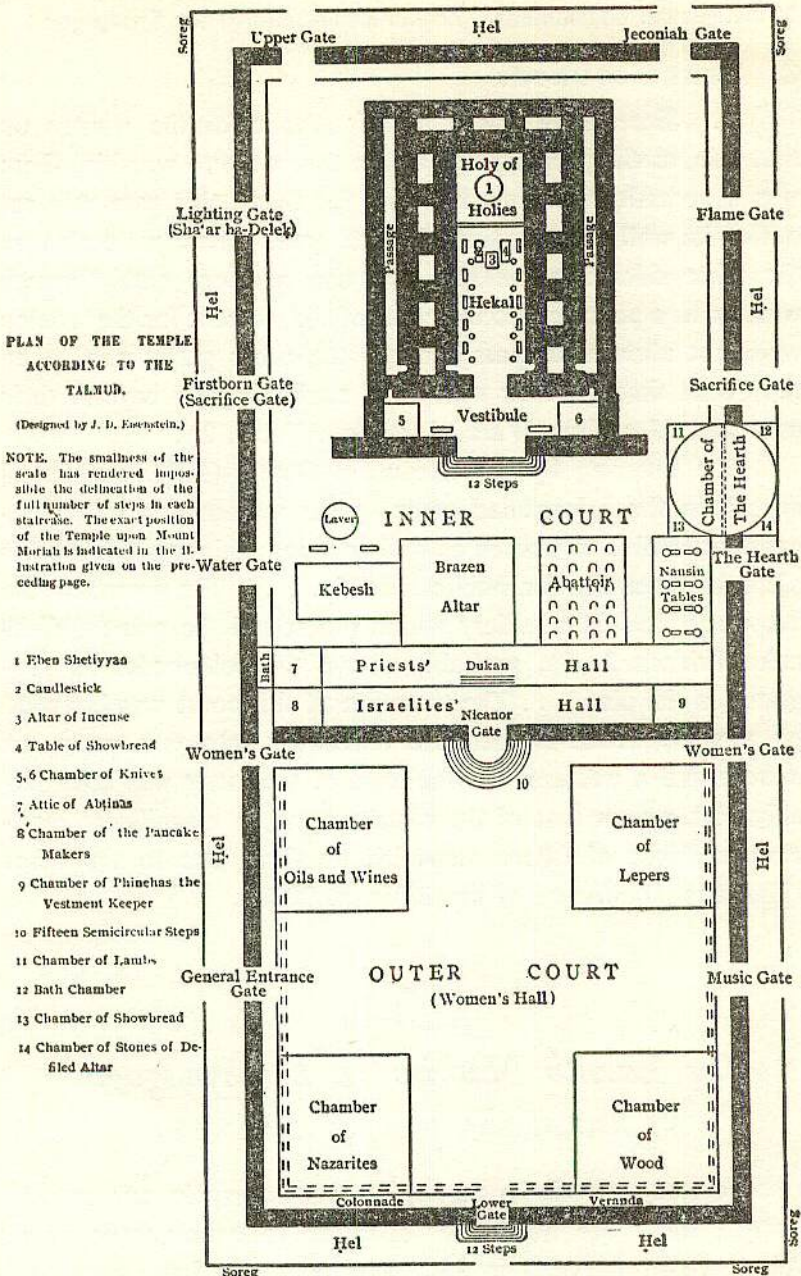 Soreg
Upper Gate
Ḥel
Jeconiah Gate
Soreg
Holy of
1
Holies
Lighting Gate
(Sha'ar ha-Deleḳ)
Passage
Passage
Flame Gate
2
3
4
Hekal
Ḥel
Ḥel
PLAN OF THE TEMPLE
ACCORDING TO THE
TALMUD.
(Designed by J. D. Eisenstein.)
Firstborn Gate
(Sacrifice Gate)
Sacrifice Gate
5
Vestibule
6
12 Steps
11
12
Chamber of
The Hearth
13
14
NOTE. The smallness of the
scale has rendered impos-
sible the delineation of the
full number of steps in each
staircase. The exact position
of the Temple upon Mount
Moriah is indicated in the il-
lustration given on the pre-
ceding page.
Laver
INNER COURT
Water Gate
Kebesh
Brazen
Altar
Abattoir
Nansin
Tables
The Hearth
Gate
Bath
7
Priests' Dukan Hall
8
Israelites' Hall
9
Nicanor
Gate
Women's Gate
Women's Gate
10
1 Eben Shetiyyah
2 Candlestick
3 Altar of Incense
4 Table of Showbread
5, 6 Chamber of Knives
7 Attic of Abṭinas
8 Chamber of the Pancake
Makers
9 Chamber of Phinehas the
Vestment Keeper
10 Fifteen Semicircular Steps
11 Chamber of Lambs
12 Bath Chamber
13 Chamber of Showbread
14 Chamber of Stones of De-
filed Altar
Chamber
of
Oils and Wines
Chamber
of
Lepers
Ḥel
Ḥel
General Entrance
Gate
OUTER COURT
(Women's Hall)
Music Gate
Chamber
of
Nazarites
Chamber
of
Wood
Colonnade
Lower
Gate
Veranda
Ḥel
12 Steps
Ḥel
Soreg
Soreg
Soreg